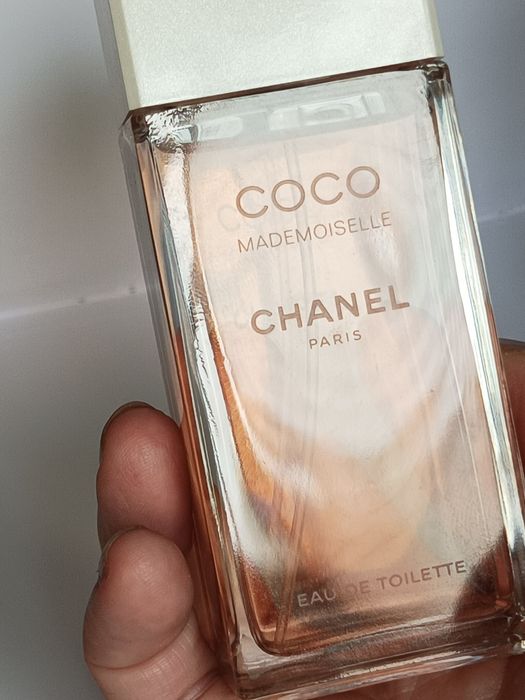 COCO
MADEMOISELLE
CHANEL
PARIS
EAU DE TOILETTE